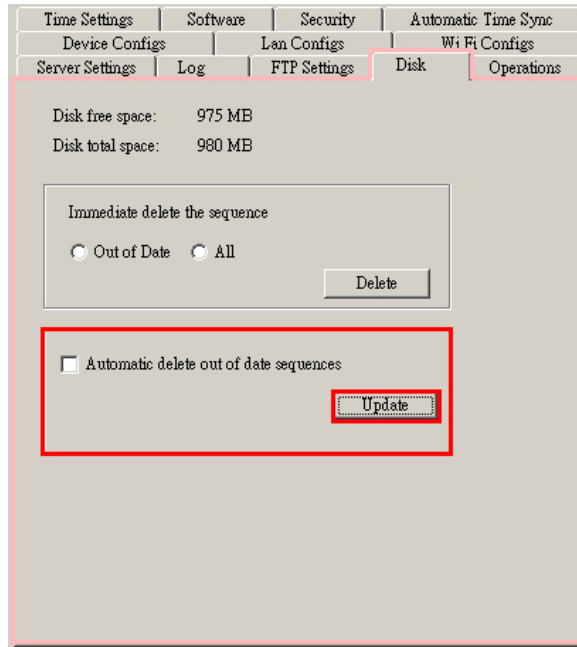 Time Settings Software Security Automatic Time Sync
Device Configs Lan Configs Wi Fi Configs
Server Settings Log FTP Settings Disk Operations
Disk free space: 975 MB
Disk total space: 980 MB
Immediate delete the sequence
Out of Date All
Delete
Automatic delete out of date sequences
Update